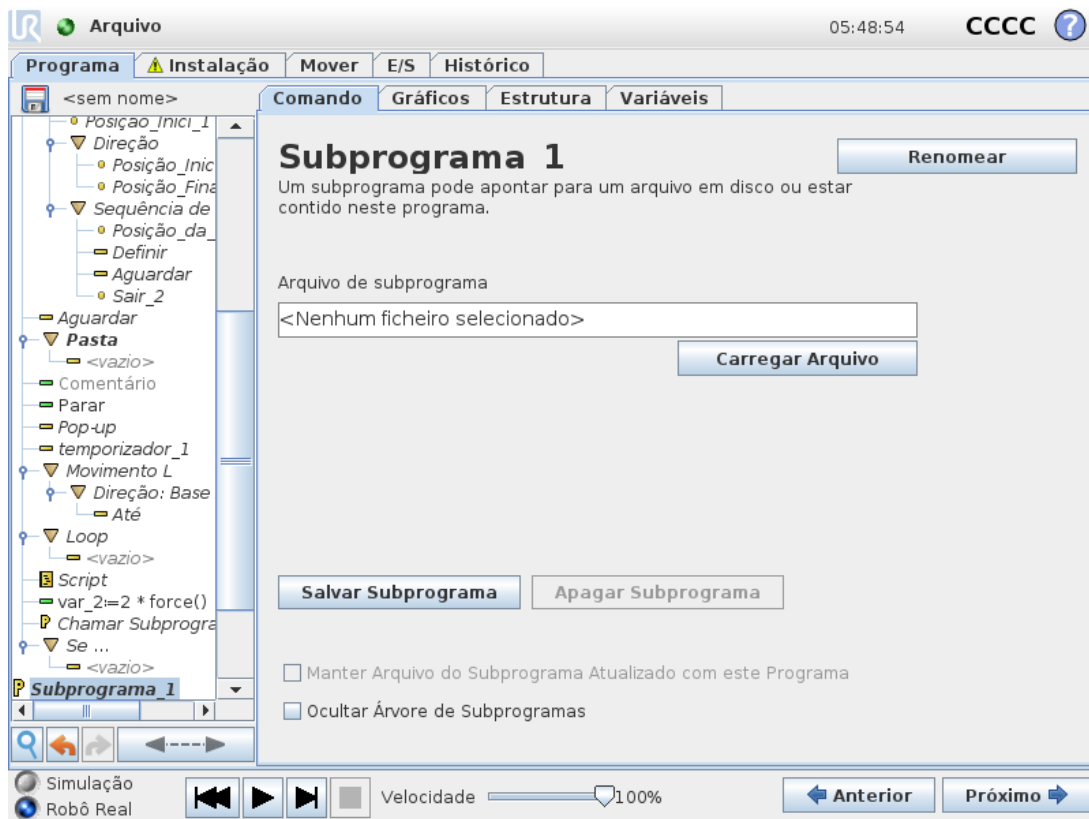 UR Arquivo 05:48:54 CCCC ?
Programa Instalação Mover E/S Histórico
<sem nome> Comando Gráficos Estrutura Variáveis
Posição_Inici_1
Direção
Posição_Inic
Posição_Fina
Sequência de
Posição_da_
Definir
Aguardar
Sair_2
Aguardar
Pasta
<vazio>
Comentário
Parar
Pop-up
temporizador_1
Movimento L
Direção: Base
Até
Loop
<vazio>
Script
var_2:=2 * force()
Chamar Subprogra
Se ...
<vazio>
Subprograma_1
Subprograma 1
Renomear
Um subprograma pode apontar para um arquivo em disco ou estar
contido neste programa.
Arquivo de subprograma
<Nenhum ficheiro selecionado>
Carregar Arquivo
Salvar Subprograma Apagar Subprograma
Manter Arquivo do Subprograma Atualizado com este Programa
Ocultar Árvore de Subprogramas
Simulação
Robô Real
Velocidade 100%
Anterior Próximo